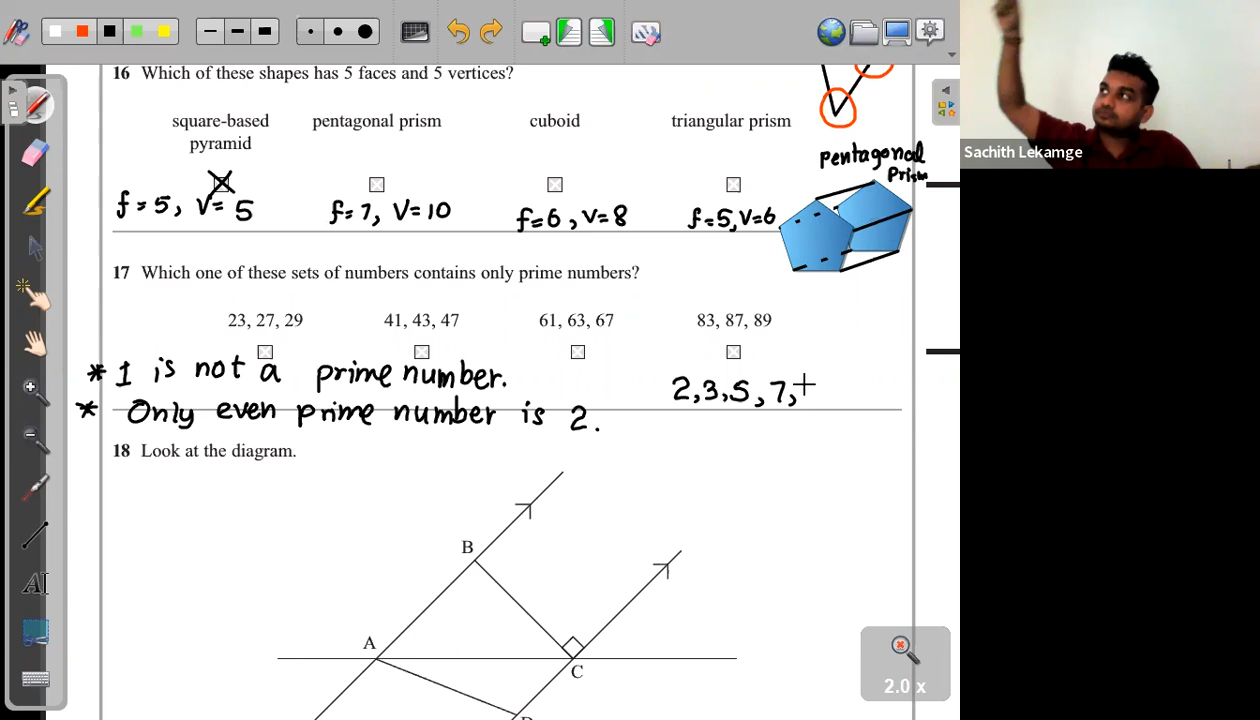 16 Which of these shapes has 5 faces and 5 vertices?
square-based pentagonal prism cuboid triangular prism
pyramid
Sachith Lekamge
pentagonal
Prism
f=5, V=5 f=7, V=10 f=6, V=8 f=5, V=6
17 Which one of these sets of numbers contains only prime numbers?
23, 27, 29 41, 43, 47 61, 63, 67 83, 87, 89
* 1 is not a prime number.
2,3,5,7,
* Only even prime number is 2.
18 Look at the diagram.
B
A
C
2.0 x
AI